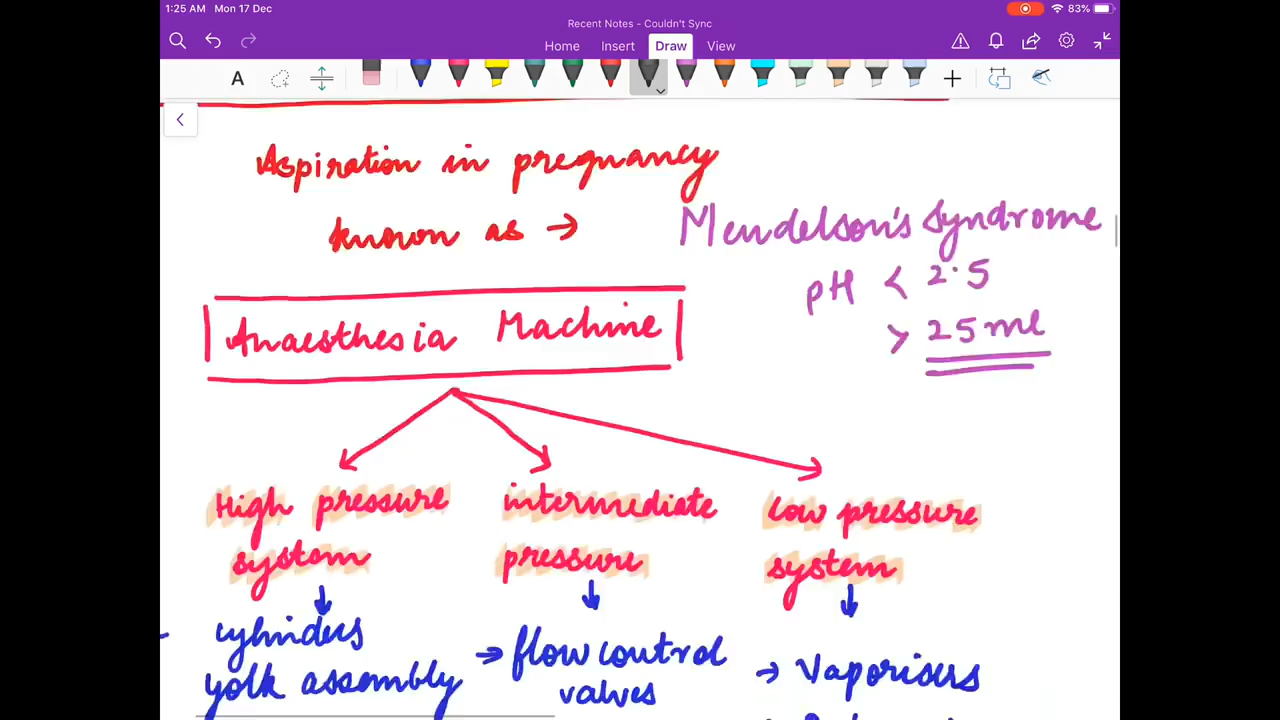 1:25 AM Mon 17 Dec
83%
Recent Notes - Couldn't Sync
Home Insert Draw View
A
Aspiration in pregnancy
known as → Mendelson's syndrome
pH < 2.5
> 25 ml
Anaesthesia Machine
High pressure system
intermediate pressure
low pressure system
cylinders
yolk assembly
→ flow control valves
→ Vaporisers